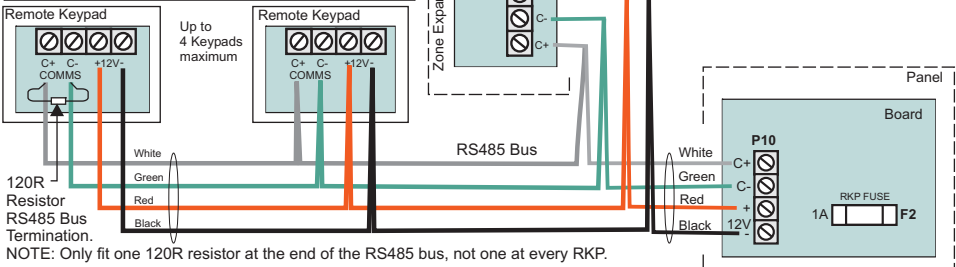 Remote Keypad
C+ C- +12V-
COMMS
Up to
4 Keypads
maximum
Remote Keypad
C+ C- +12V-
COMMS
C-
C+
Panel
Board
P10
White
C+
Green
C-
Red
+
Black
12V
-
RKP FUSE
1A
F2
RS485 Bus
White
Green
Red
Black
120R
Resistor
RS485 Bus
Termination.
NOTE: Only fit one 120R resistor at the end of the RS485 bus, not one at every RKP.